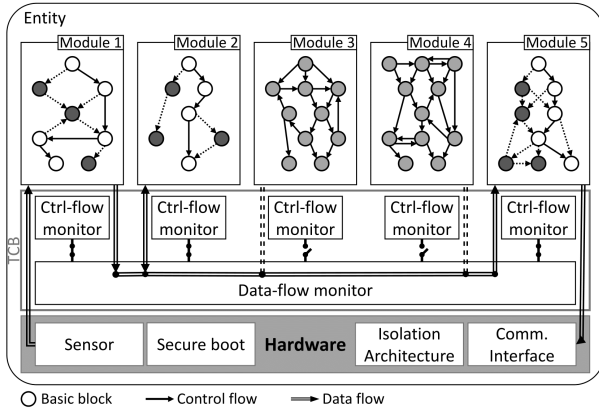 Entity
Module 1
Module 2
Module 3
Module 4
Module 5
TCB
Ctrl-flow
monitor
Ctrl-flow
monitor
Ctrl-flow
monitor
Ctrl-flow
monitor
Ctrl-flow
monitor
Data-flow monitor
Sensor
Secure boot
Hardware
Isolation
Architecture
Comm.
Interface
Basic block
Control flow
Data flow